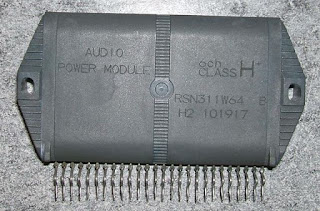 AUDIO
POWER MODULE
6ch
CLASS H+
RSN311W64 B
H2 101917